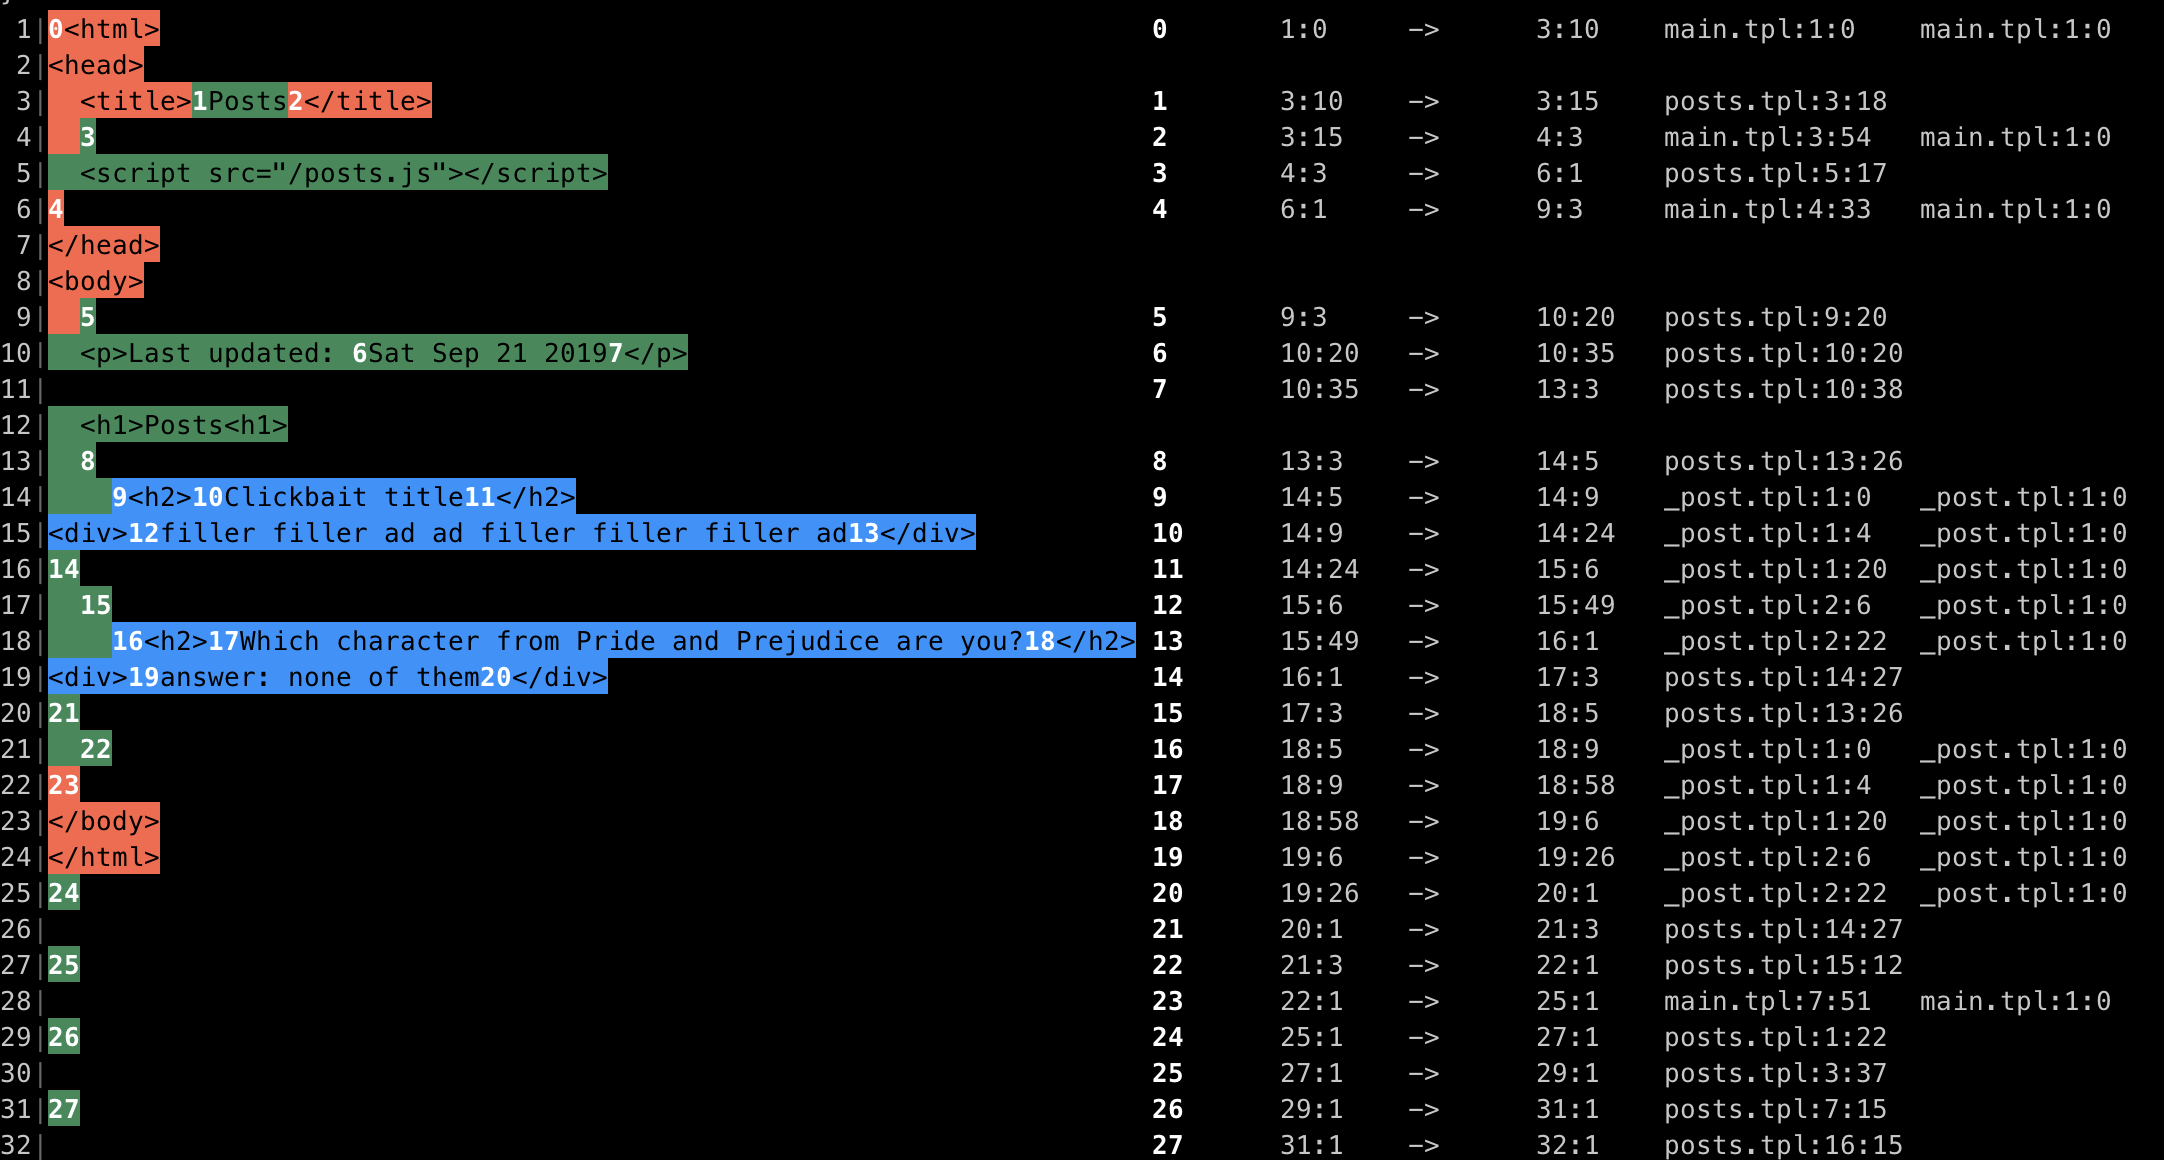 1|0<html> 0 1:0 -> 3:10 main.tpl:1:0 main.tpl:1:0
2|<head>
3|  <title>1Posts2</title> 1 3:10 -> 3:15 posts.tpl:3:18
4|  3 2 3:15 -> 4:3 main.tpl:3:54 main.tpl:1:0
5|  <script src="/posts.js"></script> 3 4:3 -> 6:1 posts.tpl:5:17
6|4 4 6:1 -> 9:3 main.tpl:4:33 main.tpl:1:0
7|</head>
8|<body>
9|  5 5 9:3 -> 10:20 posts.tpl:9:20
10|  <p>Last updated: 6Sat Sep 21 20197</p> 6 10:20 -> 10:35 posts.tpl:10:20
11| 7 10:35 -> 13:3 posts.tpl:10:38
12|  <h1>Posts<h1>
13|  8 8 13:3 -> 14:5 posts.tpl:13:26
14|    9<h2>10Clickbait title11</h2> 9 14:5 -> 14:9 _post.tpl:1:0 _post.tpl:1:0
15|<div>12filler filler ad ad filler filler filler ad13</div> 10 14:9 -> 14:24 _post.tpl:1:4 _post.tpl:1:0
16|14 11 14:24 -> 15:6 _post.tpl:1:20 _post.tpl:1:0
17|  15 12 15:6 -> 15:49 _post.tpl:2:6 _post.tpl:1:0
18|    16<h2>17Which character from Pride and Prejudice are you?18</h2> 13 15:49 -> 16:1 _post.tpl:2:22 _post.tpl:1:0
19|<div>19answer: none of them20</div> 14 16:1 -> 17:3 posts.tpl:14:27
20|21 15 17:3 -> 18:5 posts.tpl:13:26
21|  22 16 18:5 -> 18:9 _post.tpl:1:0 _post.tpl:1:0
22|23 17 18:9 -> 18:58 _post.tpl:1:4 _post.tpl:1:0
23|</body> 18 18:58 -> 19:6 _post.tpl:1:20 _post.tpl:1:0
24|</html> 19 19:6 -> 19:26 _post.tpl:2:6 _post.tpl:1:0
25|24 20 19:26 -> 20:1 _post.tpl:2:22 _post.tpl:1:0
26| 21 20:1 -> 21:3 posts.tpl:14:27
27|25 22 21:3 -> 22:1 posts.tpl:15:12
28| 23 22:1 -> 25:1 main.tpl:7:51 main.tpl:1:0
29|26 24 25:1 -> 27:1 posts.tpl:1:22
30| 25 27:1 -> 29:1 posts.tpl:3:37
31|27 26 29:1 -> 31:1 posts.tpl:7:15
32| 27 31:1 -> 32:1 posts.tpl:16:15